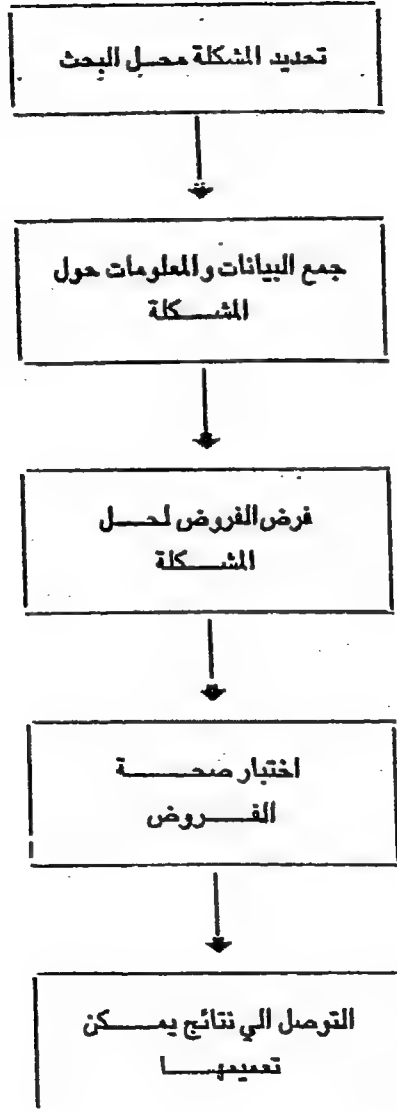 تحديد المشكلة محل البحث
جمع البيانات والمعلومات حول
المشكلة
فرض الفروض لحل
المشكلة
اختبار صحة
الفروض
التوصل الي نتائج يمكن
تعميمها